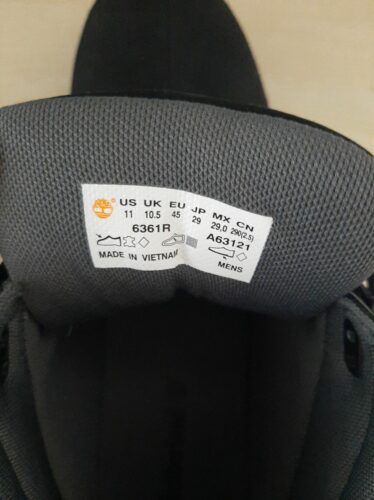 US UK EU JP MX CN
11 10.5 45 29 29.0 290(2.5)
6361R A63121
MADE IN VIETNAM MENS